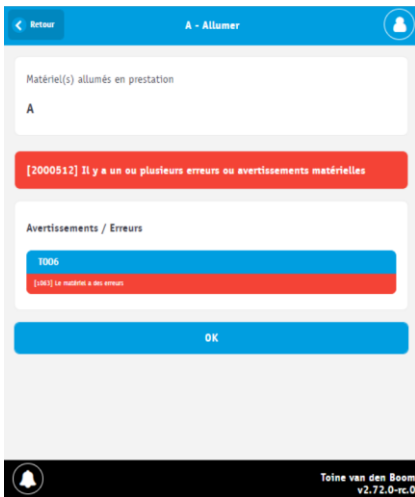 Retour
A - Allumer
Matériel(s) allumés en prestation
A
[2000512] Il y a un ou plusieurs erreurs ou avertissements matérielles
Avertissements / Erreurs
T006
[1083] Le matériel a des erreurs
OK
Toine van den Boom
v2.72.0-rc.0